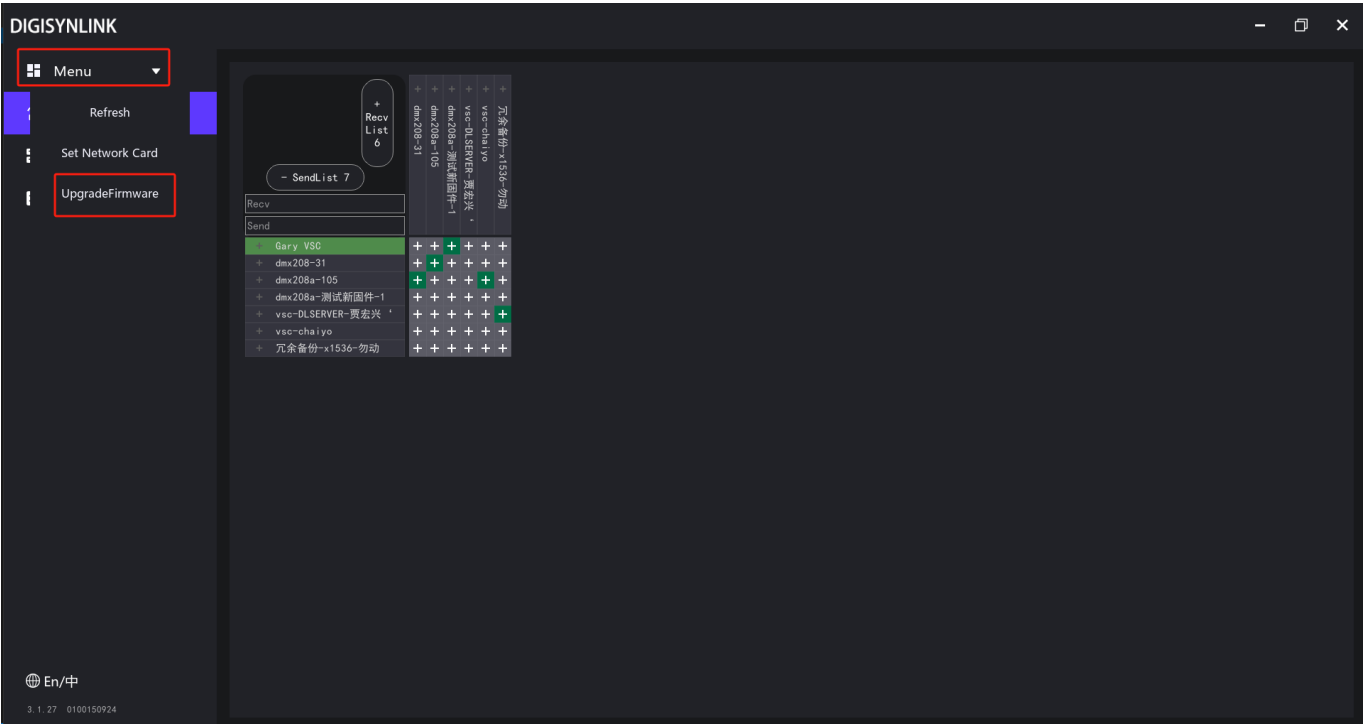 DIGISYNLINK
Menu
Refresh
Set Network Card
UpgradeFirmware
+
Recv
List
6
- SendList 7
Recv
Send
dmx208-31
dmx208a-105
dmx208a-测试新固件-1
vsc-DLSERVER-贾宏兴 '
vsc-chaiyo
冗余备份-x1536-勿动
+ Gary VSC
+ dmx208-31
+ dmx208a-105
+ dmx208a-测试新固件-1
+ vsc-DLSERVER-贾宏兴 '
+ vsc-chaiyo
+ 冗余备份-x1536-勿动
En/中
3.1.27 0100150924